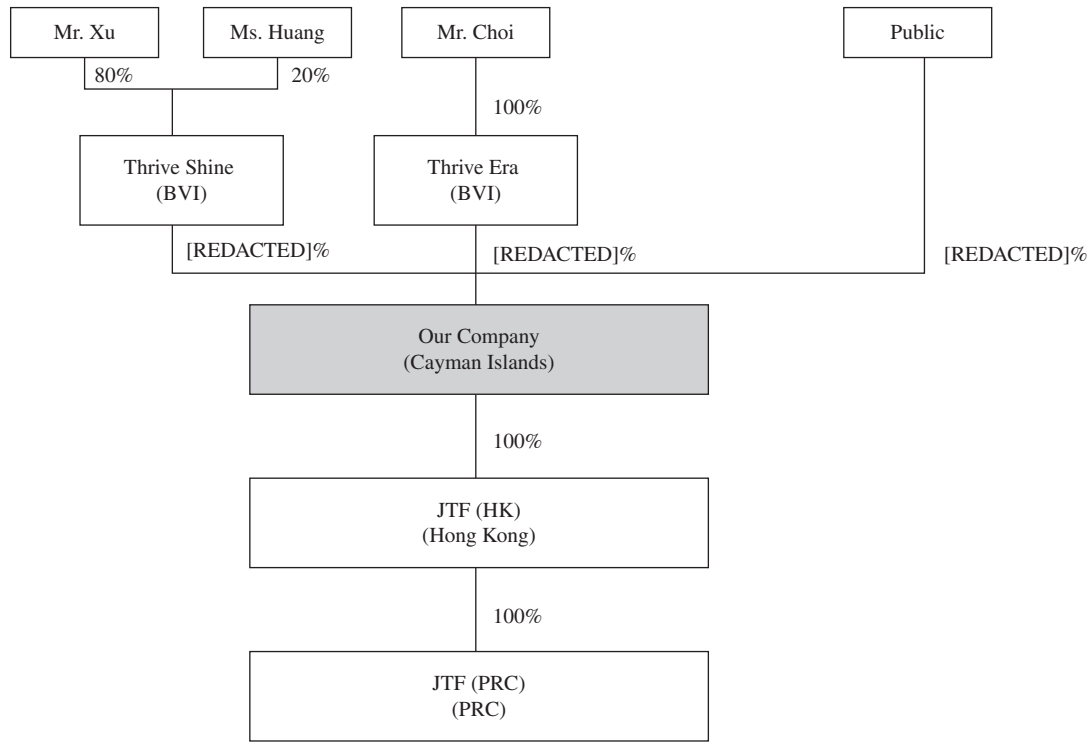 Mr. Xu
Ms. Huang
Mr. Choi
Public
80%
20%
100%
Thrive Shine
(BVI)
Thrive Era
(BVI)
[REDACTED]%
[REDACTED]%
[REDACTED]%
Our Company
(Cayman Islands)
100%
JTF (HK)
(Hong Kong)
100%
JTF (PRC)
(PRC)